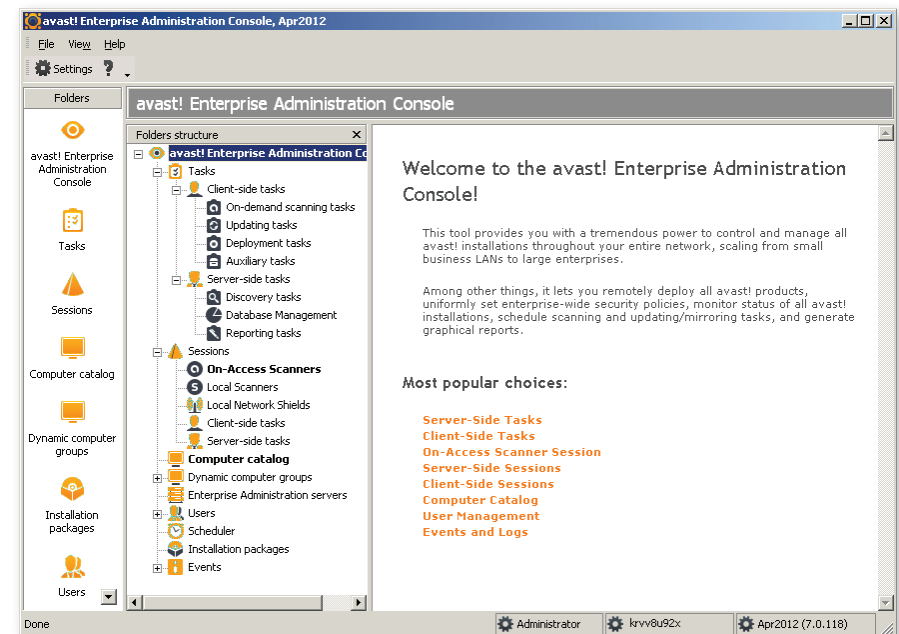 avast! Enterprise Administration Console, Apr2012
File View Help
Settings ?
Folders
avast! Enterprise
Administration
Console
Tasks
Sessions
Computer catalog
Dynamic computer
groups
Installation
packages
Users
avast! Enterprise Administration Console
Folders structure
avast! Enterprise Administration Co
Tasks
Client-side tasks
On-demand scanning tasks
Updating tasks
Deployment tasks
Auxiliary tasks
Server-side tasks
Discovery tasks
Database Management
Reporting tasks
Sessions
On-Access Scanners
Local Scanners
Local Network Shields
Client-side tasks
Server-side tasks
Computer catalog
Dynamic computer groups
Enterprise Administration servers
Users
Scheduler
Installation packages
Events
Welcome to the avast! Enterprise Administration
Console!
This tool provides you with a tremendous power to control and manage all
avast! installations throughout your entire network, scaling from small
business LANs to large enterprises.
Among other things, it lets you remotely deploy all avast! products,
uniformly set enterprise-wide security policies, monitor status of all avast!
installations, schedule scanning and updating/mirroring tasks, and generate
graphical reports.
Most popular choices:
Server-Side Tasks
Client-Side Tasks
On-Access Scanner Session
Server-Side Sessions
Client-Side Sessions
Computer Catalog
User Management
Events and Logs
Done
Administrator
krvv8u92x
Apr2012 (7.0.118)